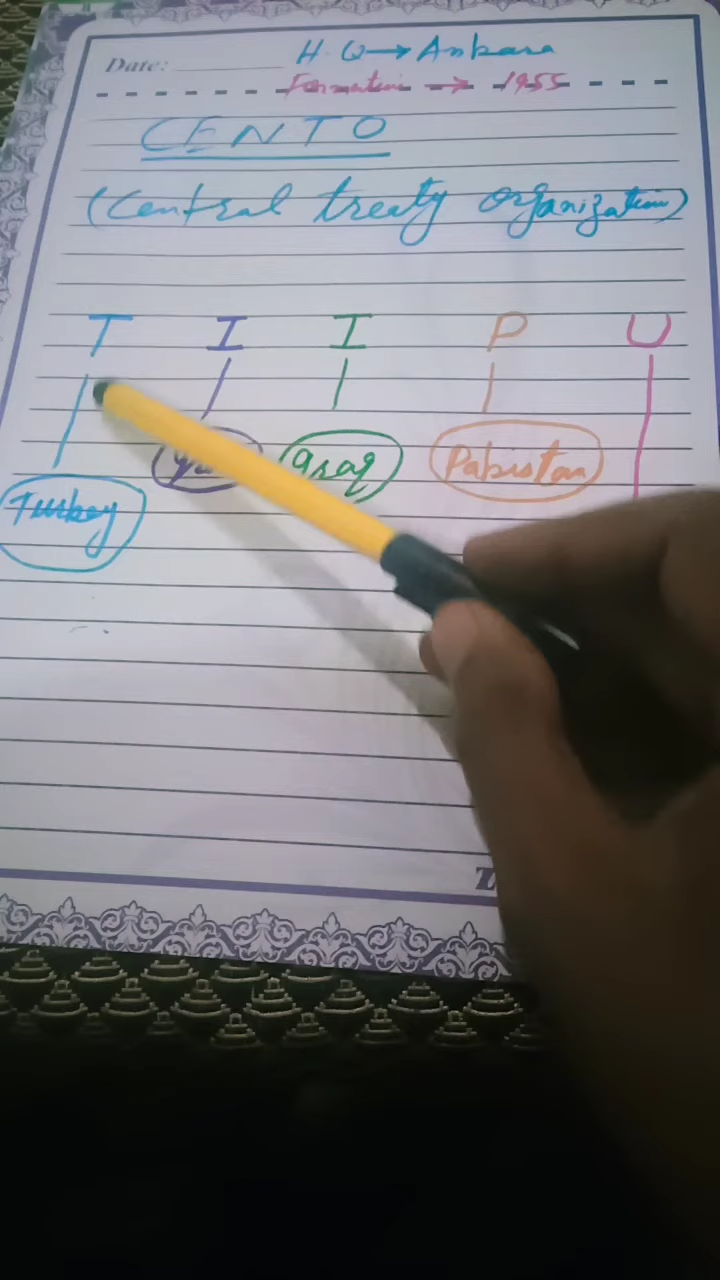 H.Q → Ankara
Date:
Formation → 1955
CENTO
(Central treaty organization)
T I I P U
Iraq Pakistan
Turkey